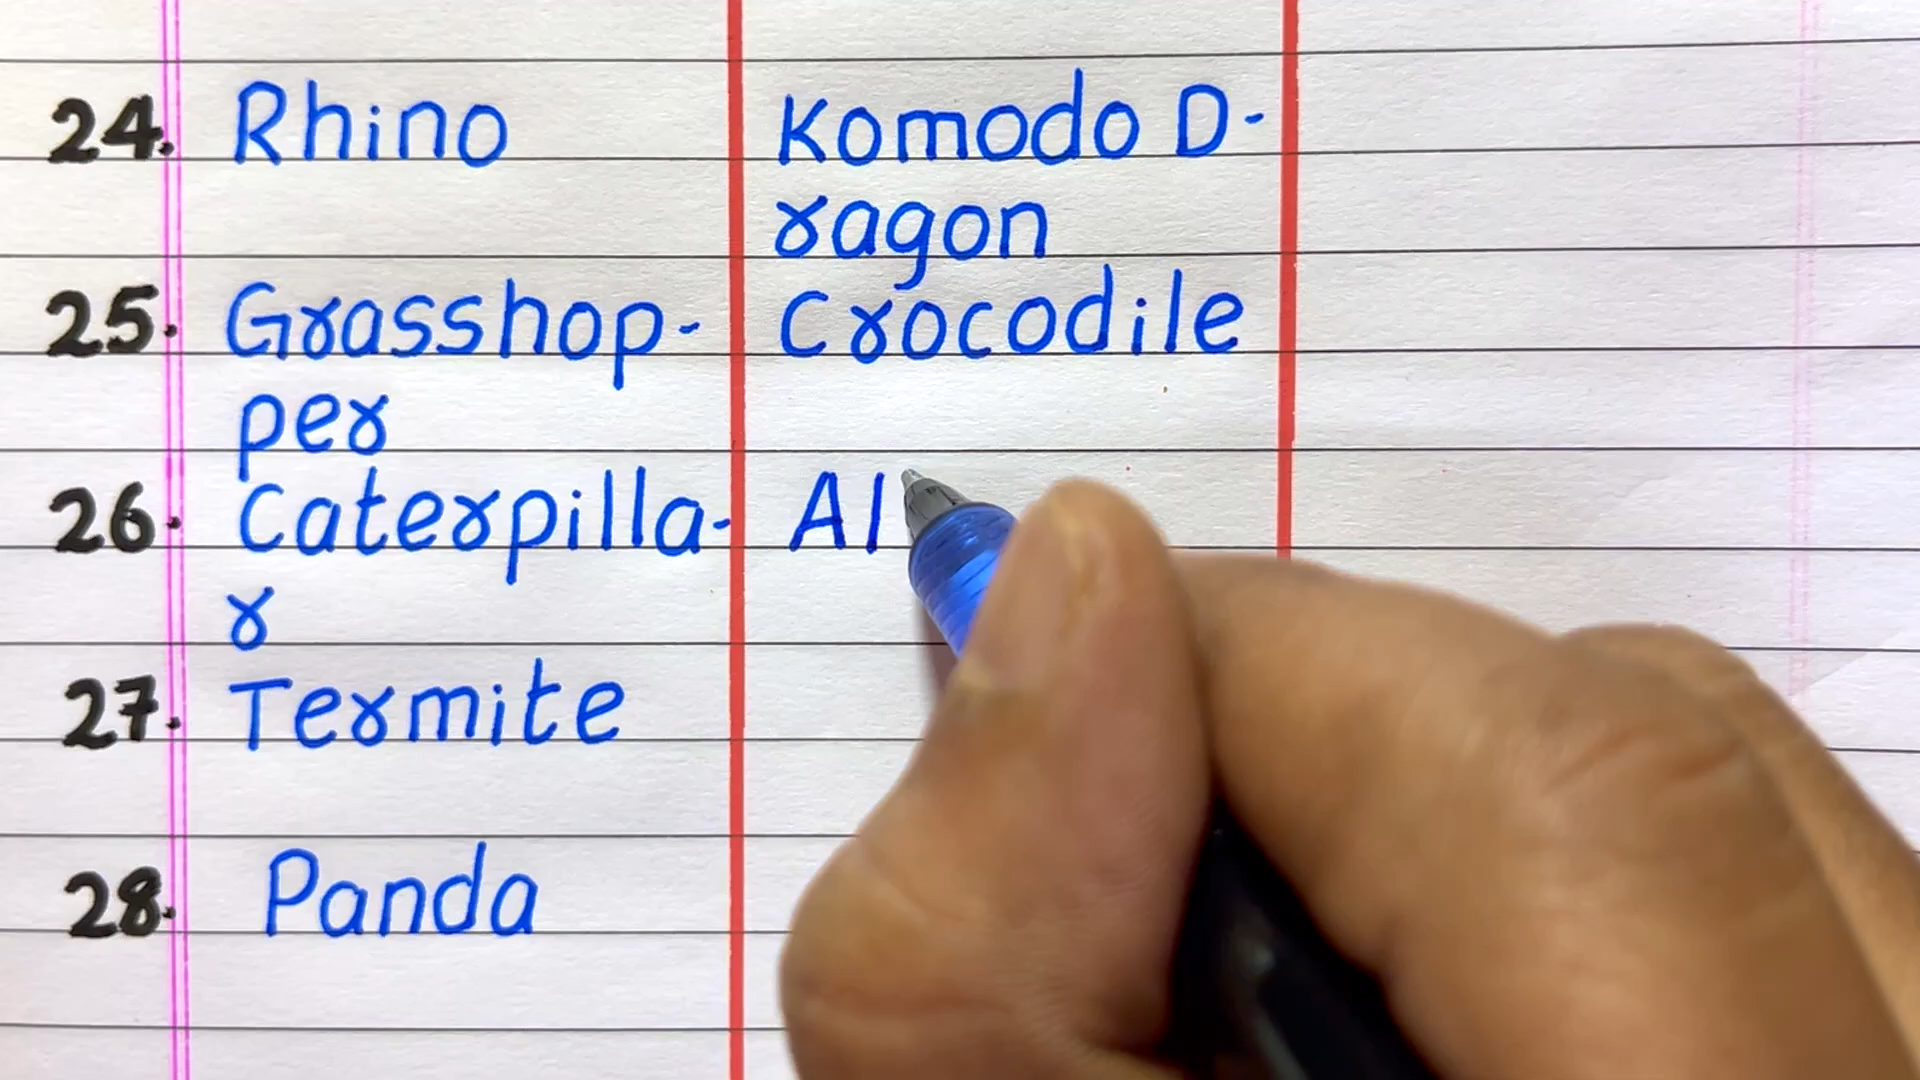 24. Rhino Komodo D-
ragon
25. Grasshop- Crocodile
per
26. Caterpilla- Al
r
27. Termite
28. Panda